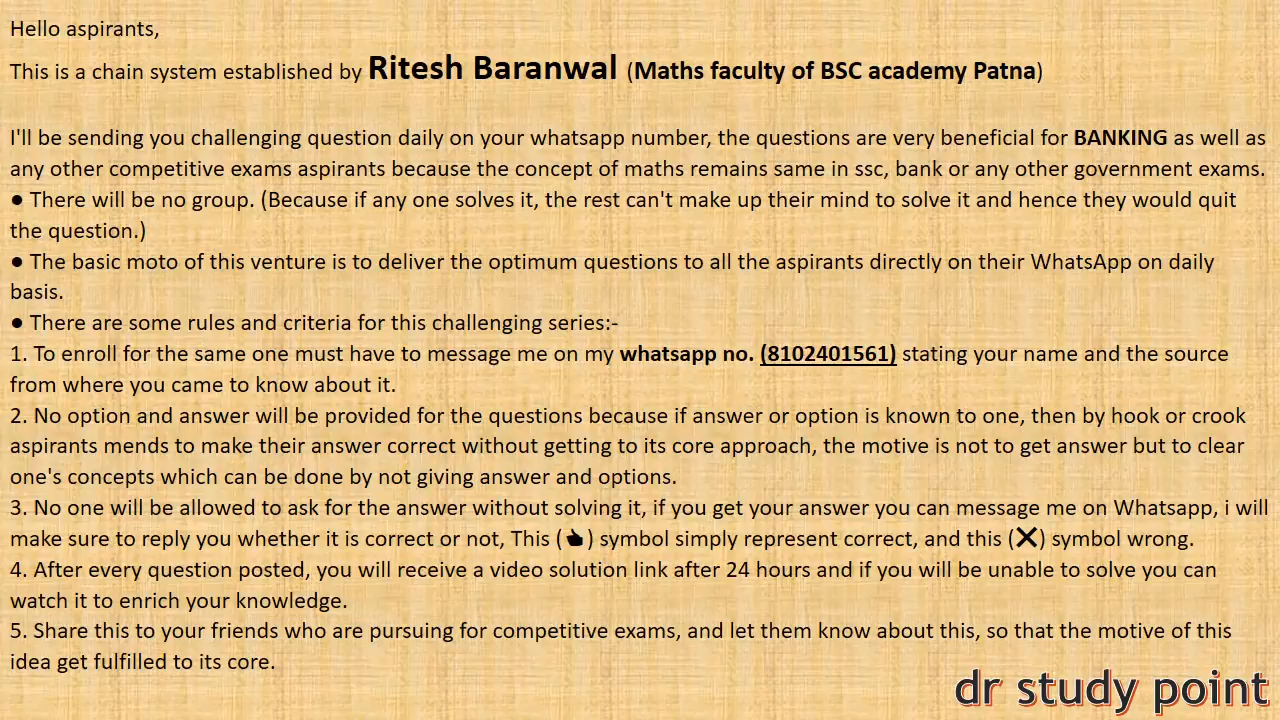 Hello aspirants,
This is a chain system established by Ritesh Baranwal (Maths faculty of BSC academy Patna)
I'll be sending you challenging question daily on your whatsapp number, the questions are very beneficial for BANKING as well as
any other competitive exams aspirants because the concept of maths remains same in ssc, bank or any other government exams.
● There will be no group. (Because if any one solves it, the rest can't make up their mind to solve it and hence they would quit
the question.)
● The basic moto of this venture is to deliver the optimum questions to all the aspirants directly on their WhatsApp on daily
basis.
● There are some rules and criteria for this challenging series:-
1. To enroll for the same one must have to message me on my whatsapp no. (8102401561) stating your name and the source
from where you came to know about it.
2. No option and answer will be provided for the questions because if answer or option is known to one, then by hook or crook
aspirants mends to make their answer correct without getting to its core approach, the motive is not to get answer but to clear
one's concepts which can be done by not giving answer and options.
3. No one will be allowed to ask for the answer without solving it, if you get your answer you can message me on Whatsapp, i will
make sure to reply you whether it is correct or not, This (👍) symbol simply represent correct, and this (❌) symbol wrong.
4. After every question posted, you will receive a video solution link after 24 hours and if you will be unable to solve you can
watch it to enrich your knowledge.
5. Share this to your friends who are pursuing for competitive exams, and let them know about this, so that the motive of this
idea get fulfilled to its core.
dr study point